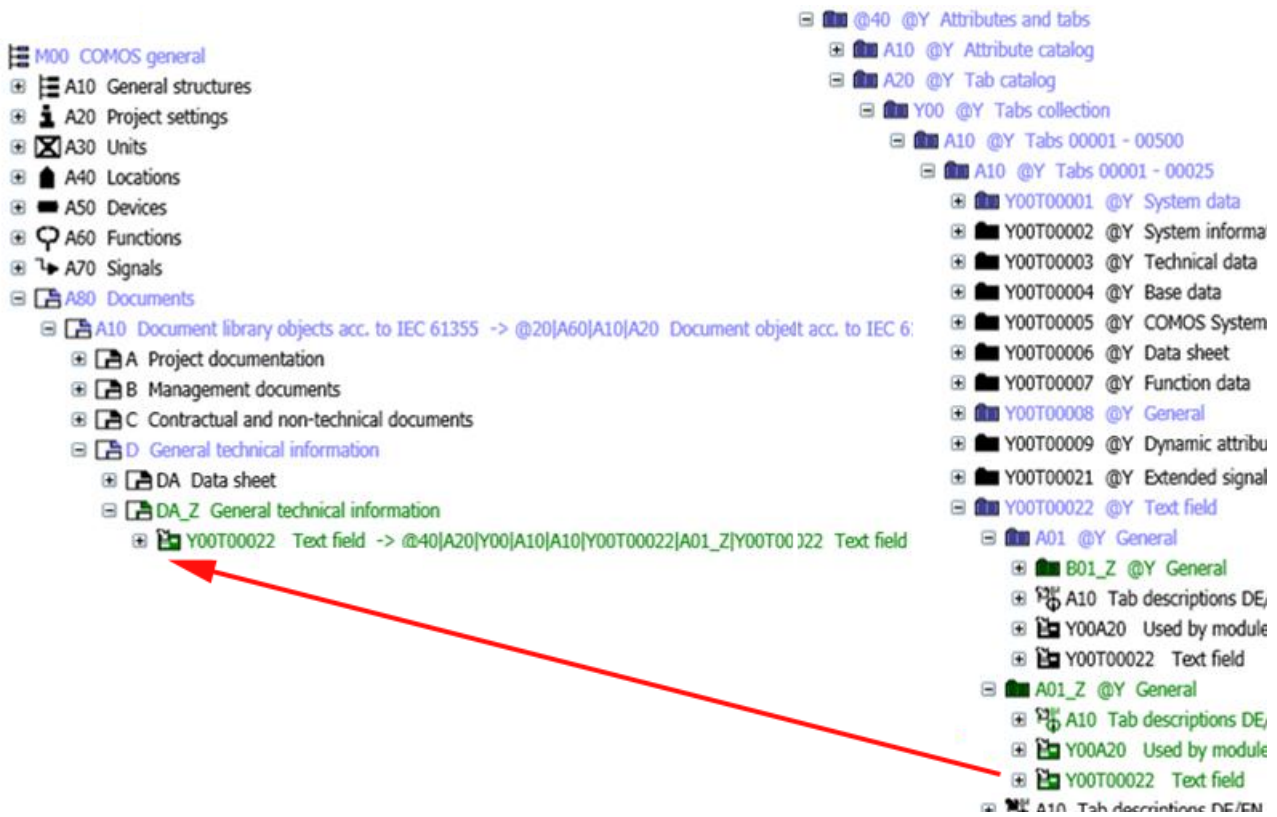 M00 COMOS general
A10 General structures
A20 Project settings
A30 Units
A40 Locations
A50 Devices
A60 Functions
A70 Signals
A80 Documents
A10 Document library objects acc. to IEC 61355 -> @20|A60|A10|A20 Document objedt acc. to IEC 6
A Project documentation
B Management documents
C Contractual and non-technical documents
D General technical information
DA Data sheet
DA_Z General technical information
Y00T00022 Text field -> @40|A20|Y00|A10|A10|Y00T00022|A01_Z|Y00T00022 Text field
@40 @Y Attributes and tabs
A10 @Y Attribute catalog
A20 @Y Tab catalog
Y00 @Y Tabs collection
A10 @Y Tabs 00001 - 00500
A10 @Y Tabs 00001 - 00025
Y00T00001 @Y System data
Y00T00002 @Y System informa
Y00T00003 @Y Technical data
Y00T00004 @Y Base data
Y00T00005 @Y COMOS System
Y00T00006 @Y Data sheet
Y00T00007 @Y Function data
Y00T00008 @Y General
Y00T00009 @Y Dynamic attribu
Y00T00021 @Y Extended signal
Y00T00022 @Y Text field
A01 @Y General
B01_Z @Y General
A10 Tab descriptions DE/
Y00A20 Used by module
Y00T00022 Text field
A01_Z @Y General
A10 Tab descriptions DE/
Y00A20 Used by module
Y00T00022 Text field
A10 Tab descriptions DE/EN